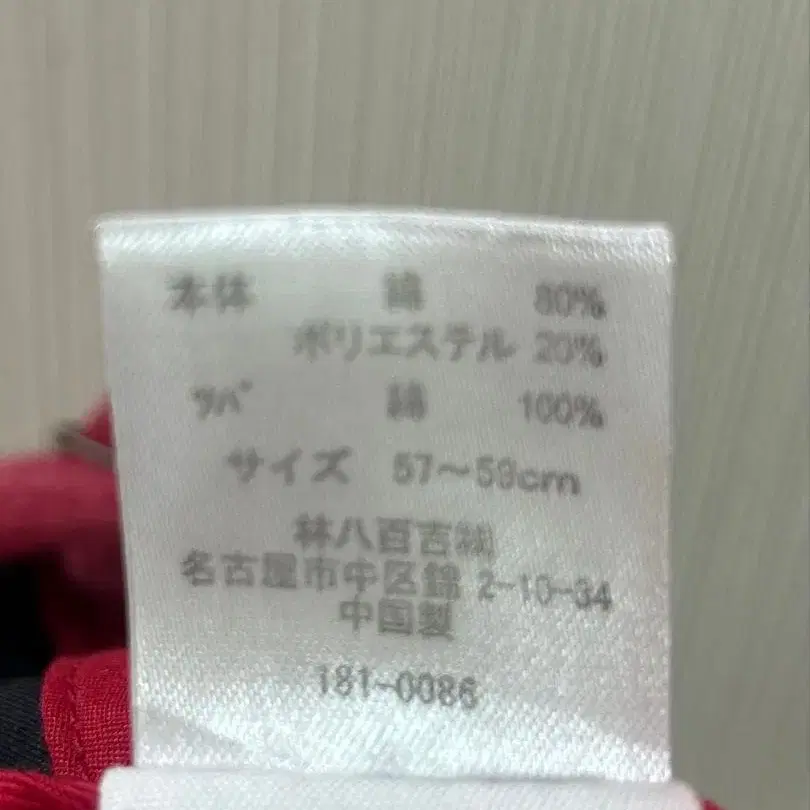 本体 綿 80%
ポリエステル 20%
ツバ 綿 100%
サイズ 57〜59cm
林八百吉㈱
名古屋市中区錦 2-10-34
中国製
181-0086